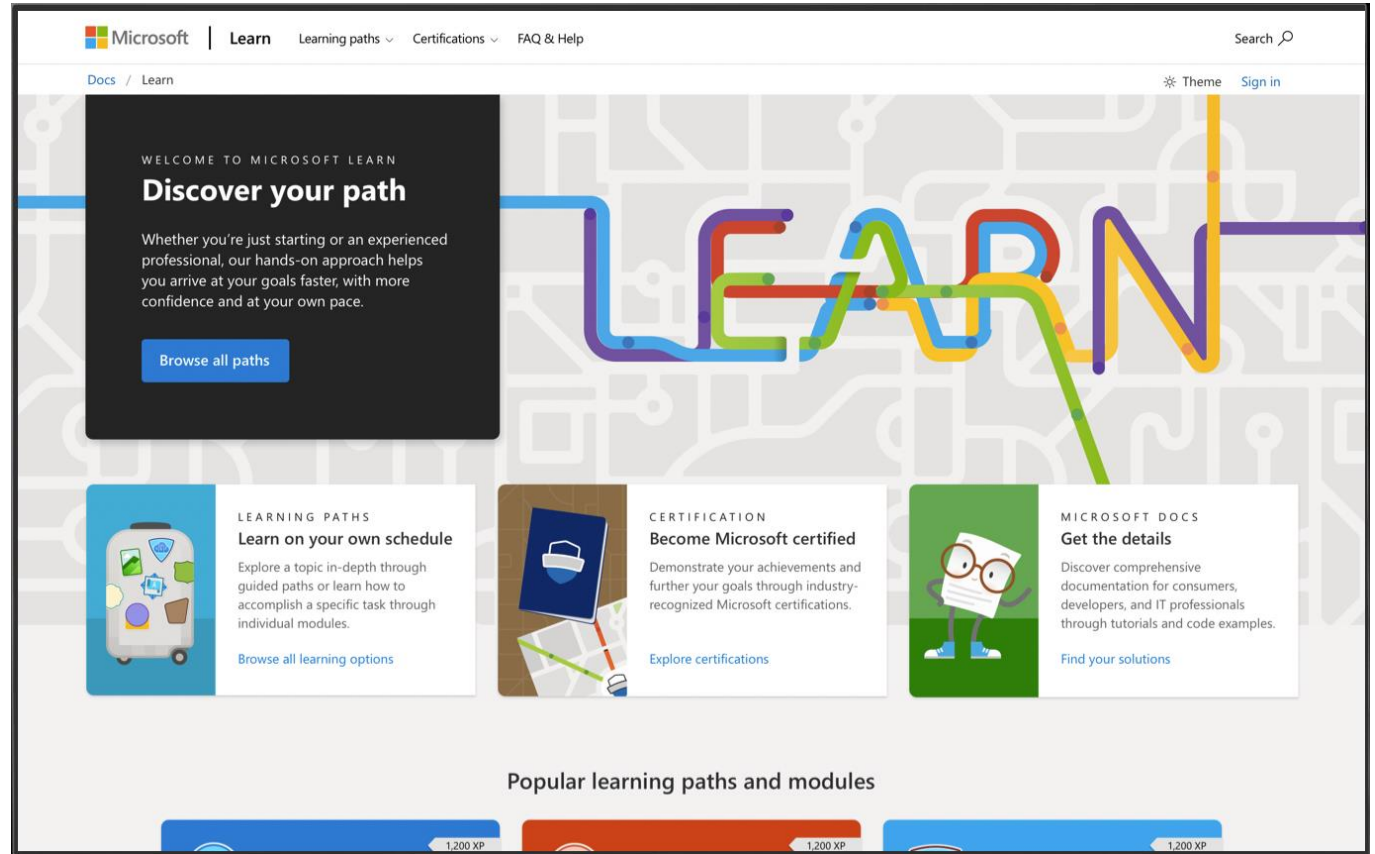 Microsoft | Learn Learning paths Certifications FAQ & Help Search
Docs / Learn Theme Sign in
WELCOME TO MICROSOFT LEARN
Discover your path
Whether you're just starting or an experienced
professional, our hands-on approach helps
you arrive at your goals faster, with more
confidence and at your own pace.
Browse all paths
LEARN
LEARNING PATHS
Learn on your own schedule
Explore a topic in-depth through
guided paths or learn how to
accomplish a specific task through
individual modules.
Browse all learning options
CERTIFICATION
Become Microsoft certified
Demonstrate your achievements and
further your goals through industry-
recognized Microsoft certifications.
Explore certifications
MICROSOFT DOCS
Get the details
Discover comprehensive
documentation for consumers,
developers, and IT professionals
through tutorials and code examples.
Find your solutions
Popular learning paths and modules
1,200 XP 1,200 XP 1,200 XP